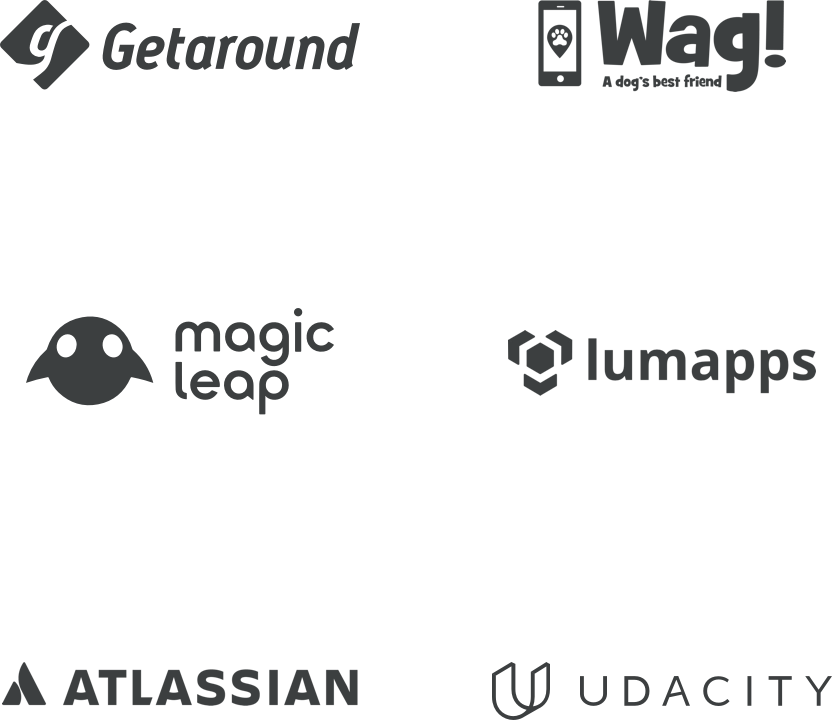 Getaround
Wag!
A dog's best friend
magic
leap
lumapps
ATLASSIAN
UDACITY